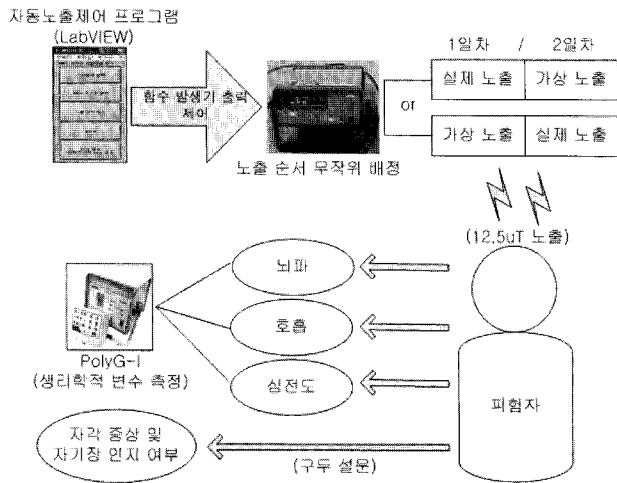 자동노출제어 프로그램
(LabVIEW)
함수 발생기 출력
제어
노출 순서 무작위 배정
1일차 / 2일차
실제 노출 가상 노출
or
가상 노출 실제 노출
(12.5uT 노출)
뇌파
호흡
심전도
PolyG-I
(생리학적 변수 측정)
피험자
자각 증상 및
자기장 인지 여부
(구두 설문)